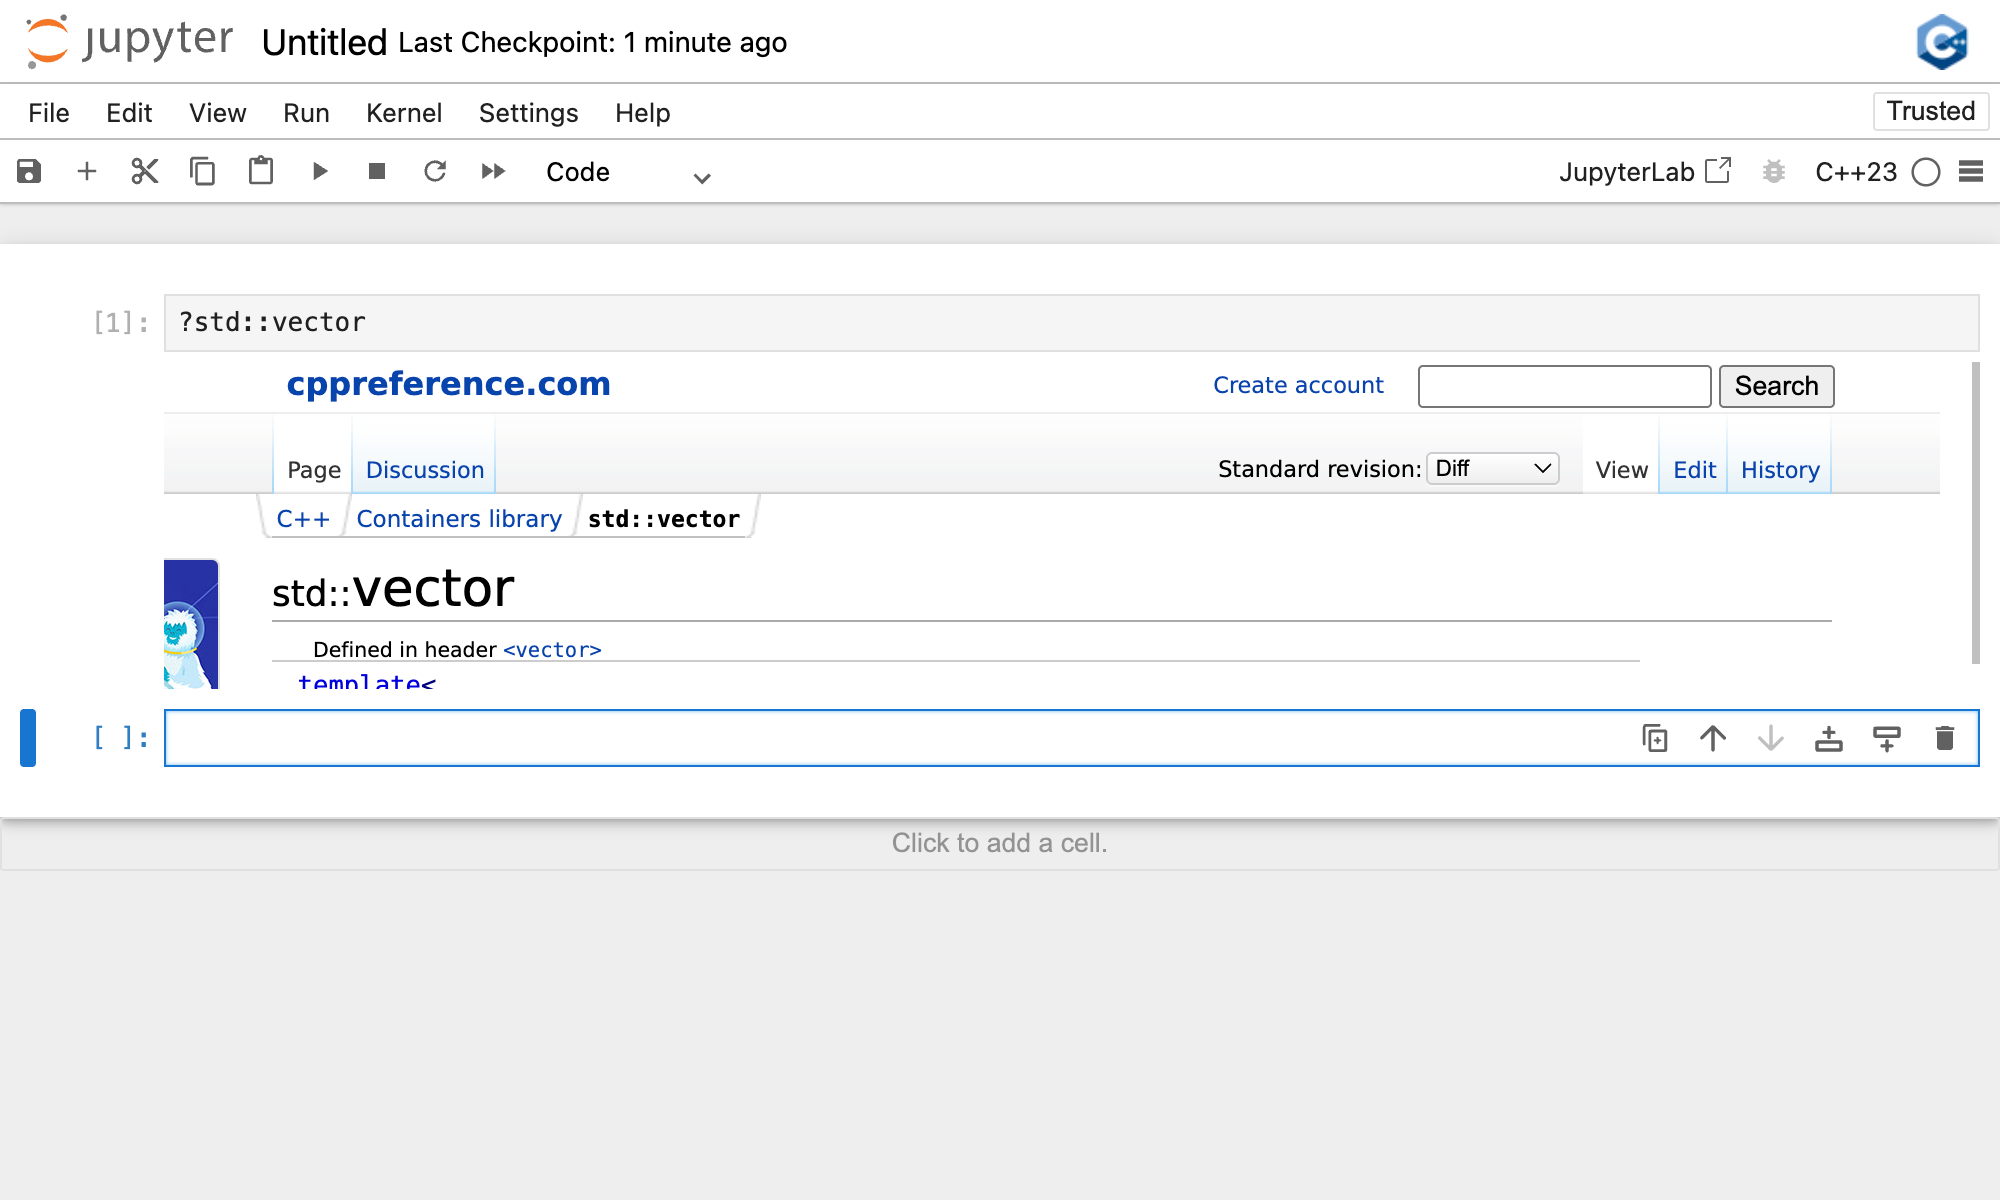 jupyter Untitled Last Checkpoint: 1 minute ago
File Edit View Run Kernel Settings Help Trusted
Code JupyterLab C++23
[1]: ?std::vector
cppreference.com Create account Search
Page Discussion Standard revision: Diff View Edit History
C++ Containers library std::vector
std::vector
Defined in header <vector>
template<
[ ]:
Click to add a cell.